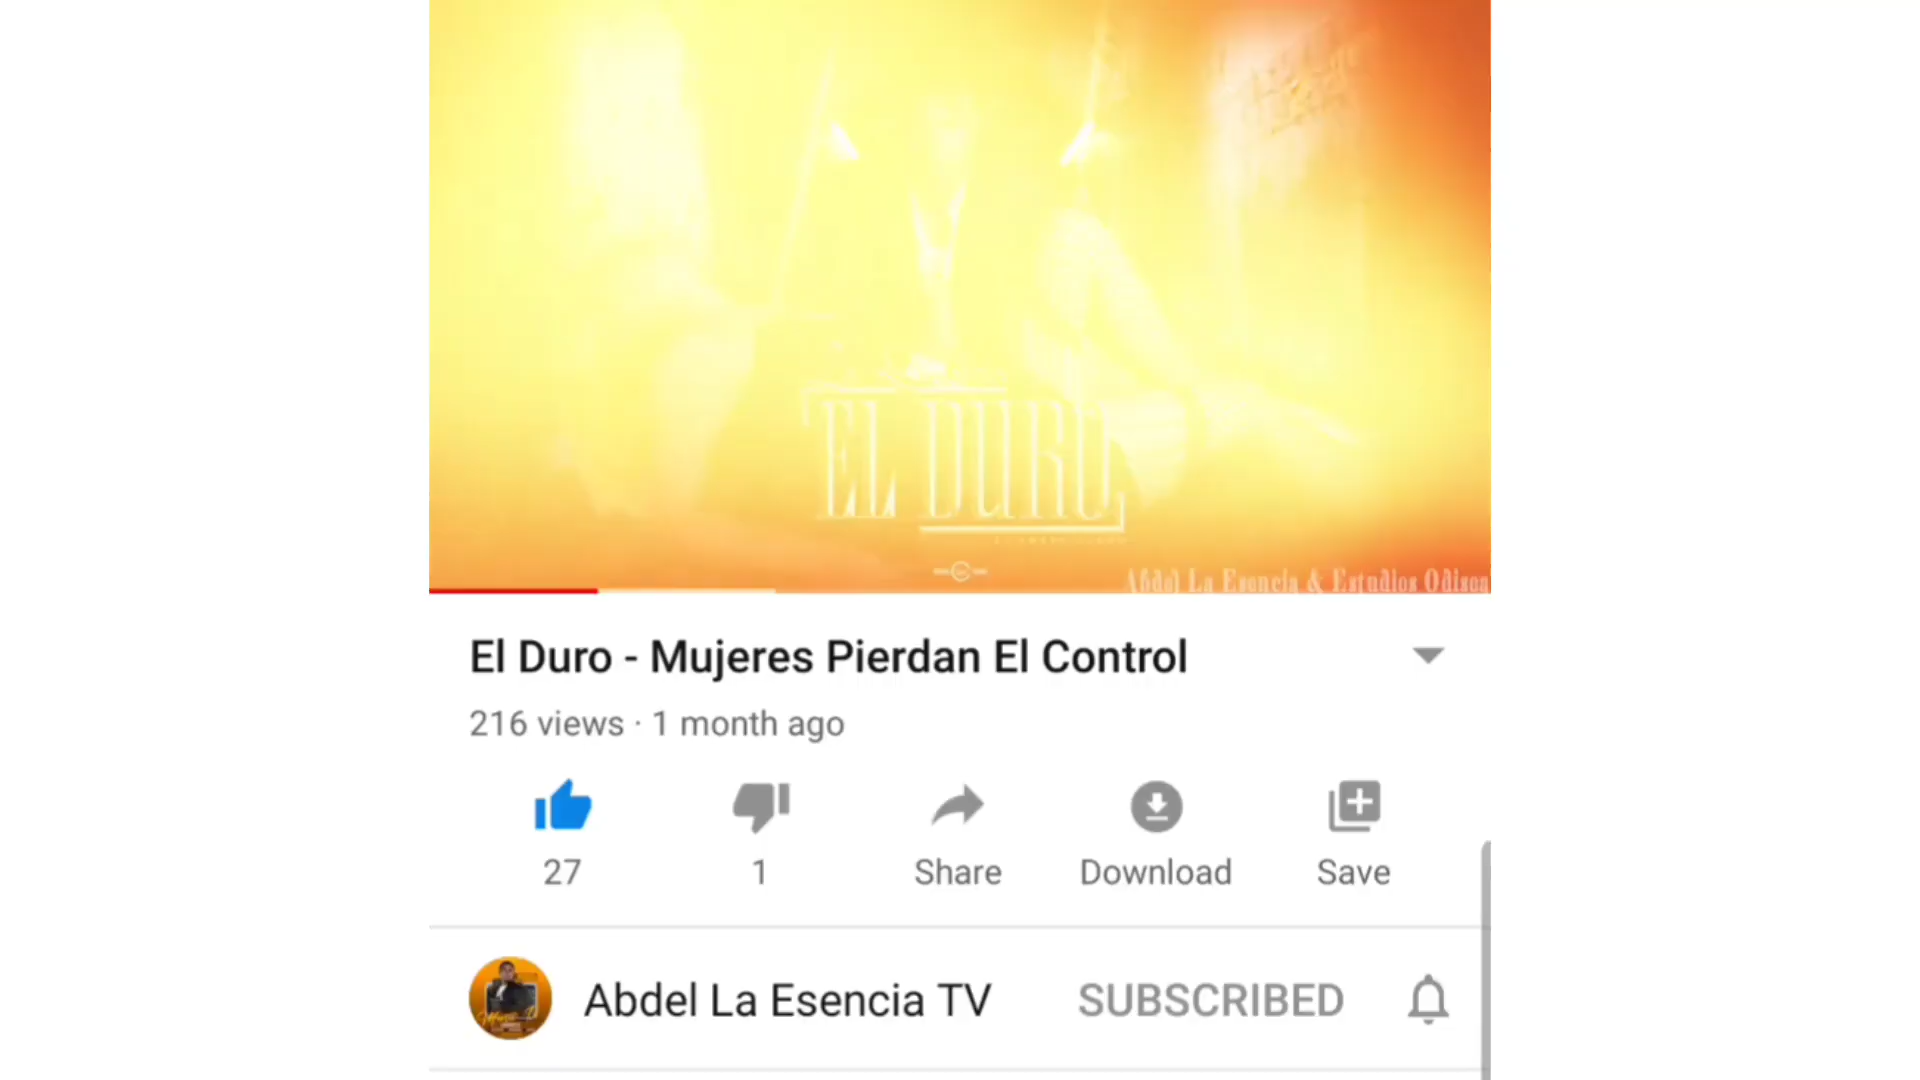 EL DURO
Abdel La Esencia & Estudios Odisea
El Duro - Mujeres Pierdan El Control
216 views · 1 month ago
27
1
Share
Download
Save
Abdel La Esencia TV
SUBSCRIBED